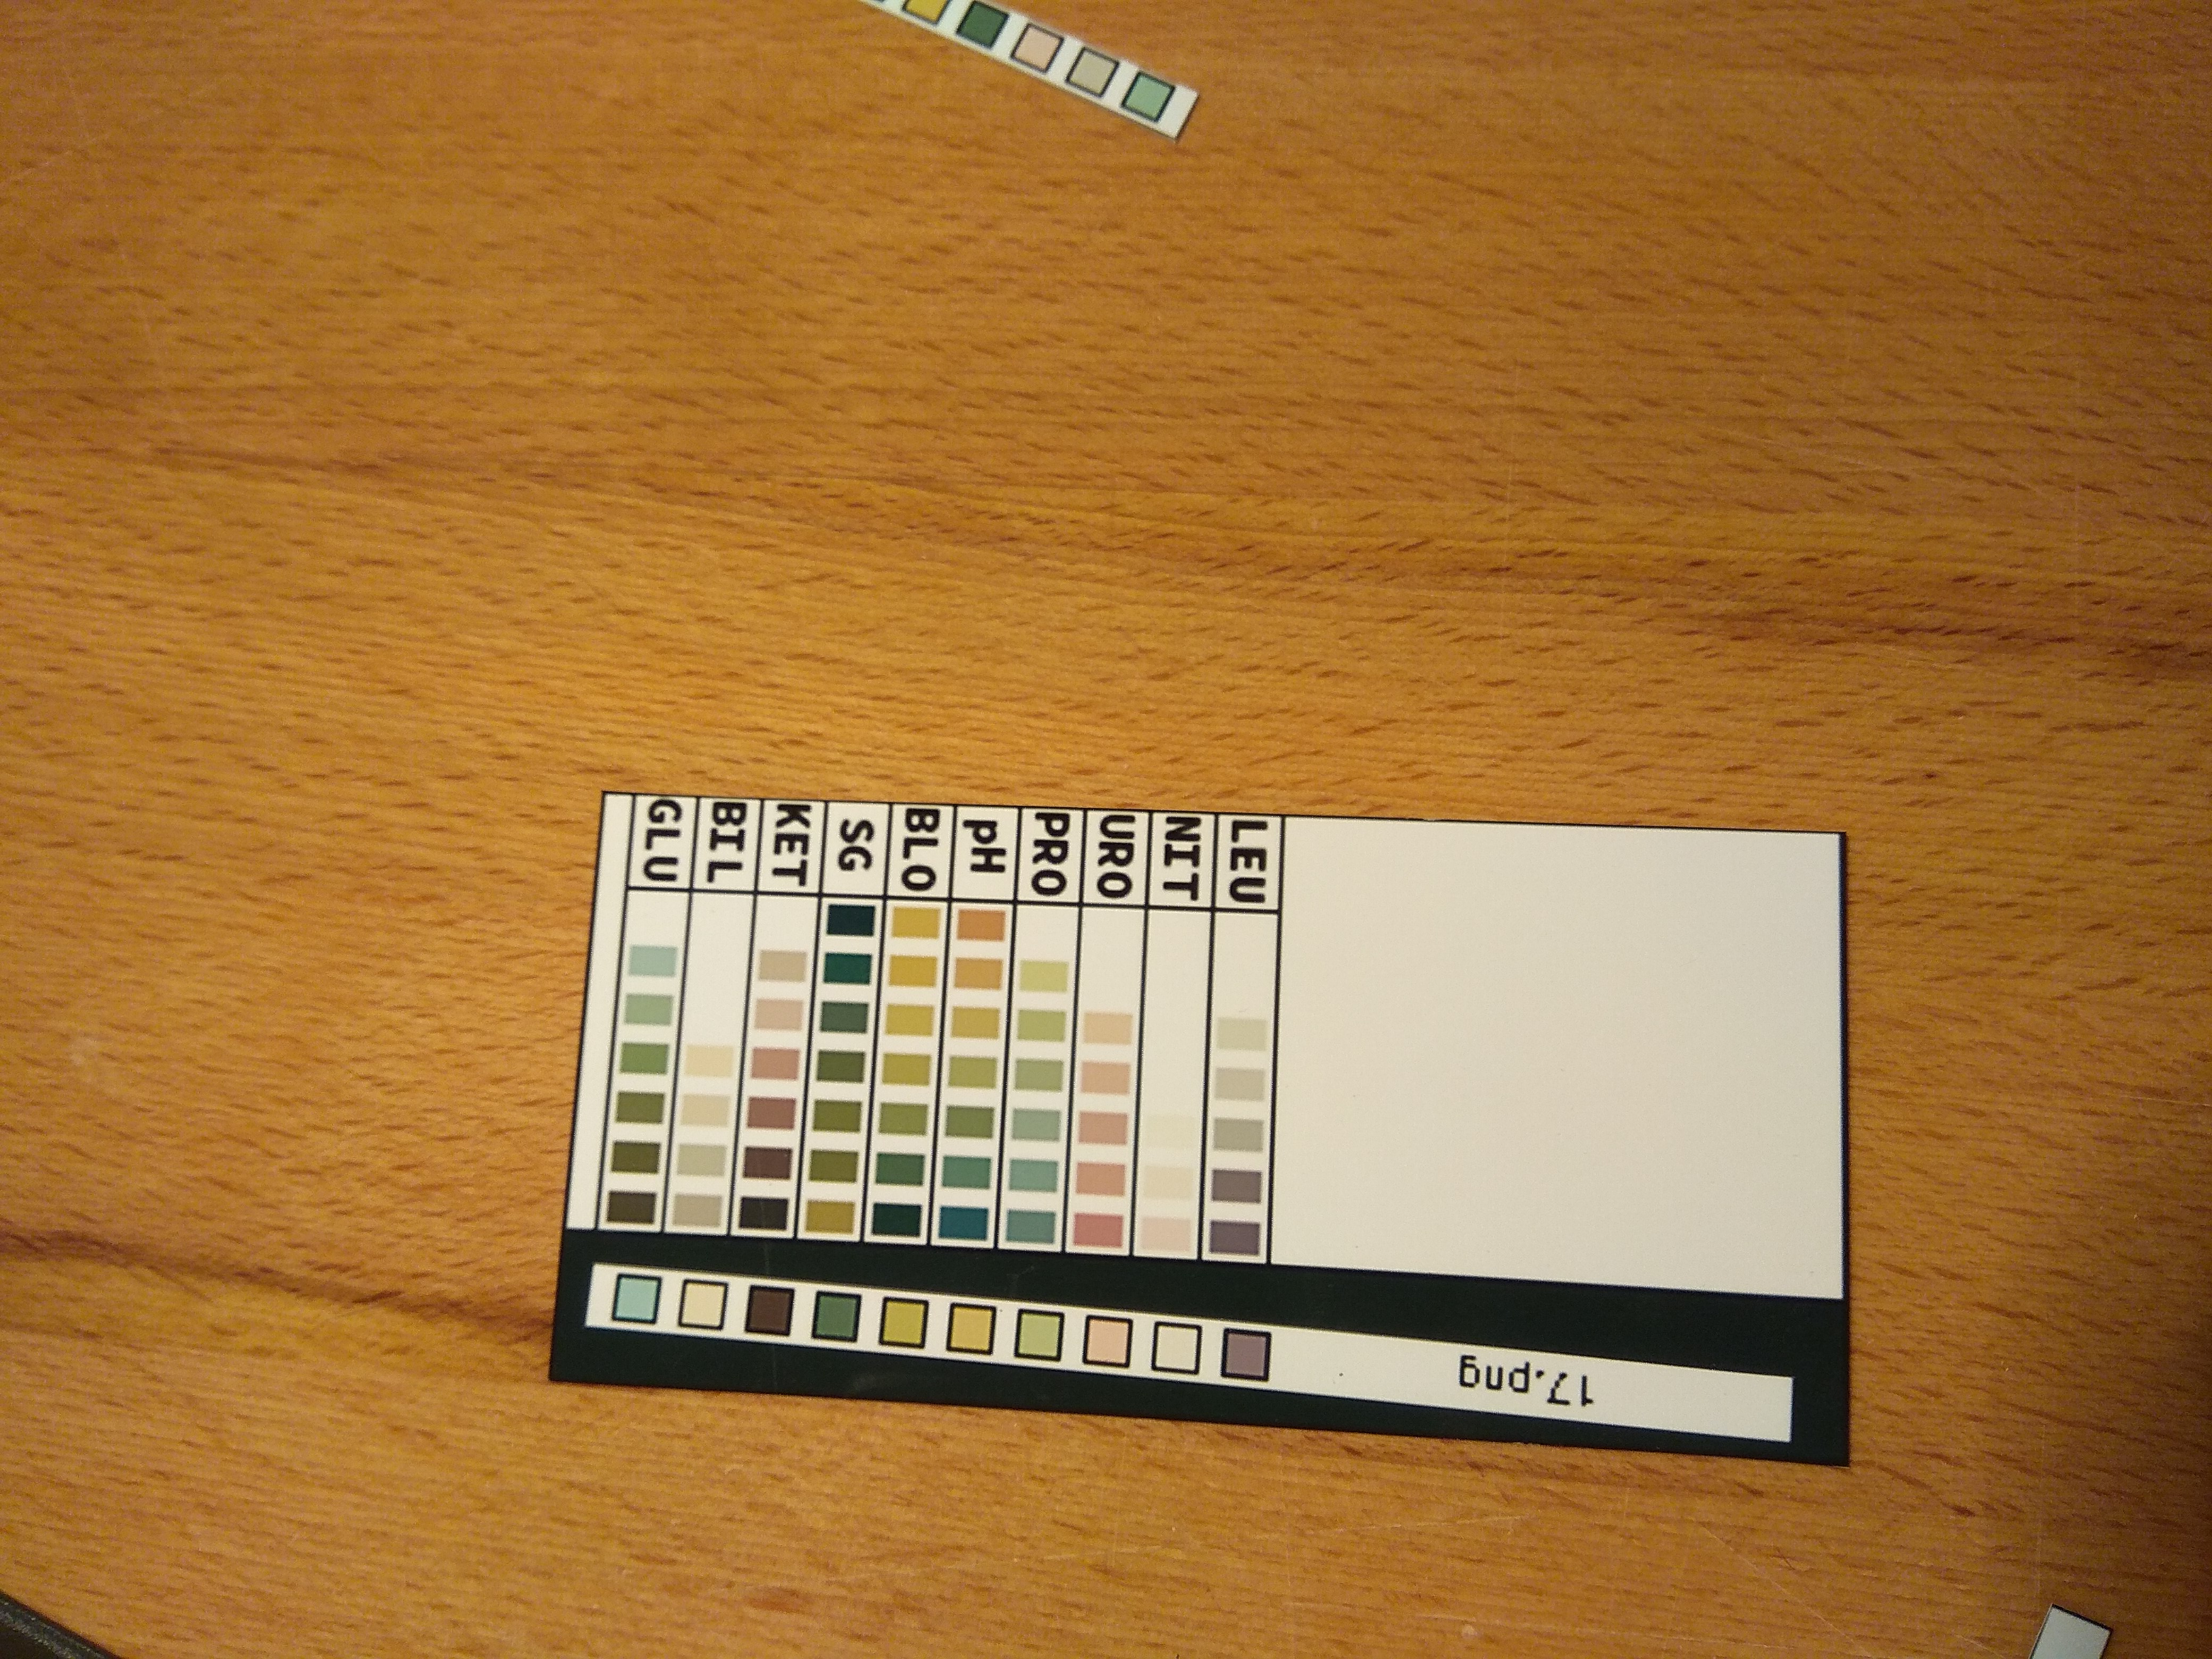 GLU
BIL
KET
SG
BLO
pH
PRO
URO
NIT
LEU
17.png